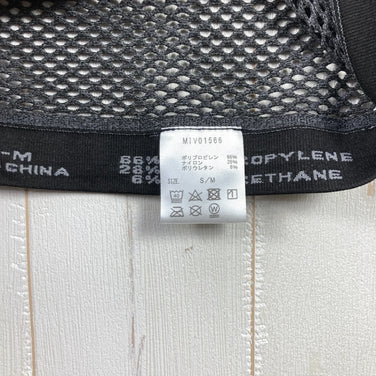 -M
CHINA
66%
28%
6%
OPYLENE
ETHANE
MIV01566
ポリプロピレン 66%
ナイロン 28%
ポリウレタン 6%
SIZE S/M
40
W